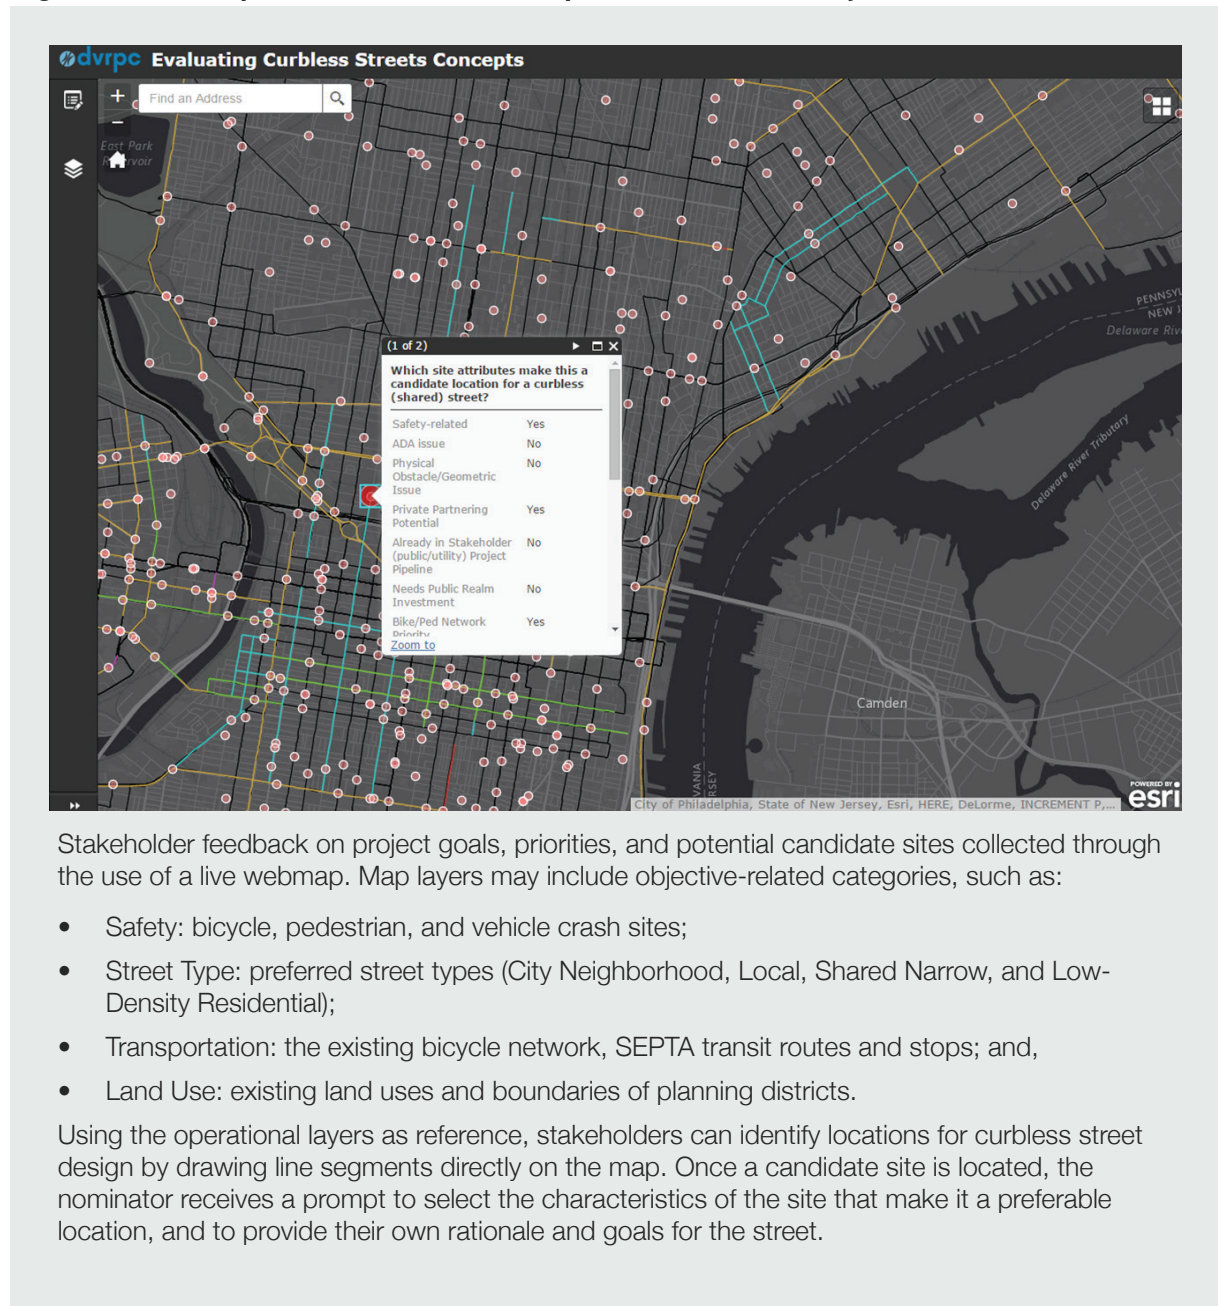 dvrpc Evaluating Curbless Streets Concepts
Find an Address
East Park
Reservoir
PENNSYL
NEW J
Delaware Riv
(1 of 2)
Which site attributes make this a
candidate location for a curbless
(shared) street?
Safety-related Yes
ADA issue No
Physical No
Obstacle/Geometric
Issue
Private Partnering Yes
Potential
Already in Stakeholder No
(public/utility) Project
Pipeline
Needs Public Realm No
Investment
Bike/Ped Network Yes
Priority
Zoom to
Delaware River Tributary
Camden
VANIA
ERSEY
City of Philadelphia, State of New Jersey, Esri, HERE, DeLorme, INCREMENT P,...
POWERED BY
esri
Stakeholder feedback on project goals, priorities, and potential candidate sites collected through
the use of a live webmap. Map layers may include objective-related categories, such as:
• Safety: bicycle, pedestrian, and vehicle crash sites;
• Street Type: preferred street types (City Neighborhood, Local, Shared Narrow, and Low-
Density Residential);
• Transportation: the existing bicycle network, SEPTA transit routes and stops; and,
• Land Use: existing land uses and boundaries of planning districts.
Using the operational layers as reference, stakeholders can identify locations for curbless street
design by drawing line segments directly on the map. Once a candidate site is located, the
nominator receives a prompt to select the characteristics of the site that make it a preferable
location, and to provide their own rationale and goals for the street.